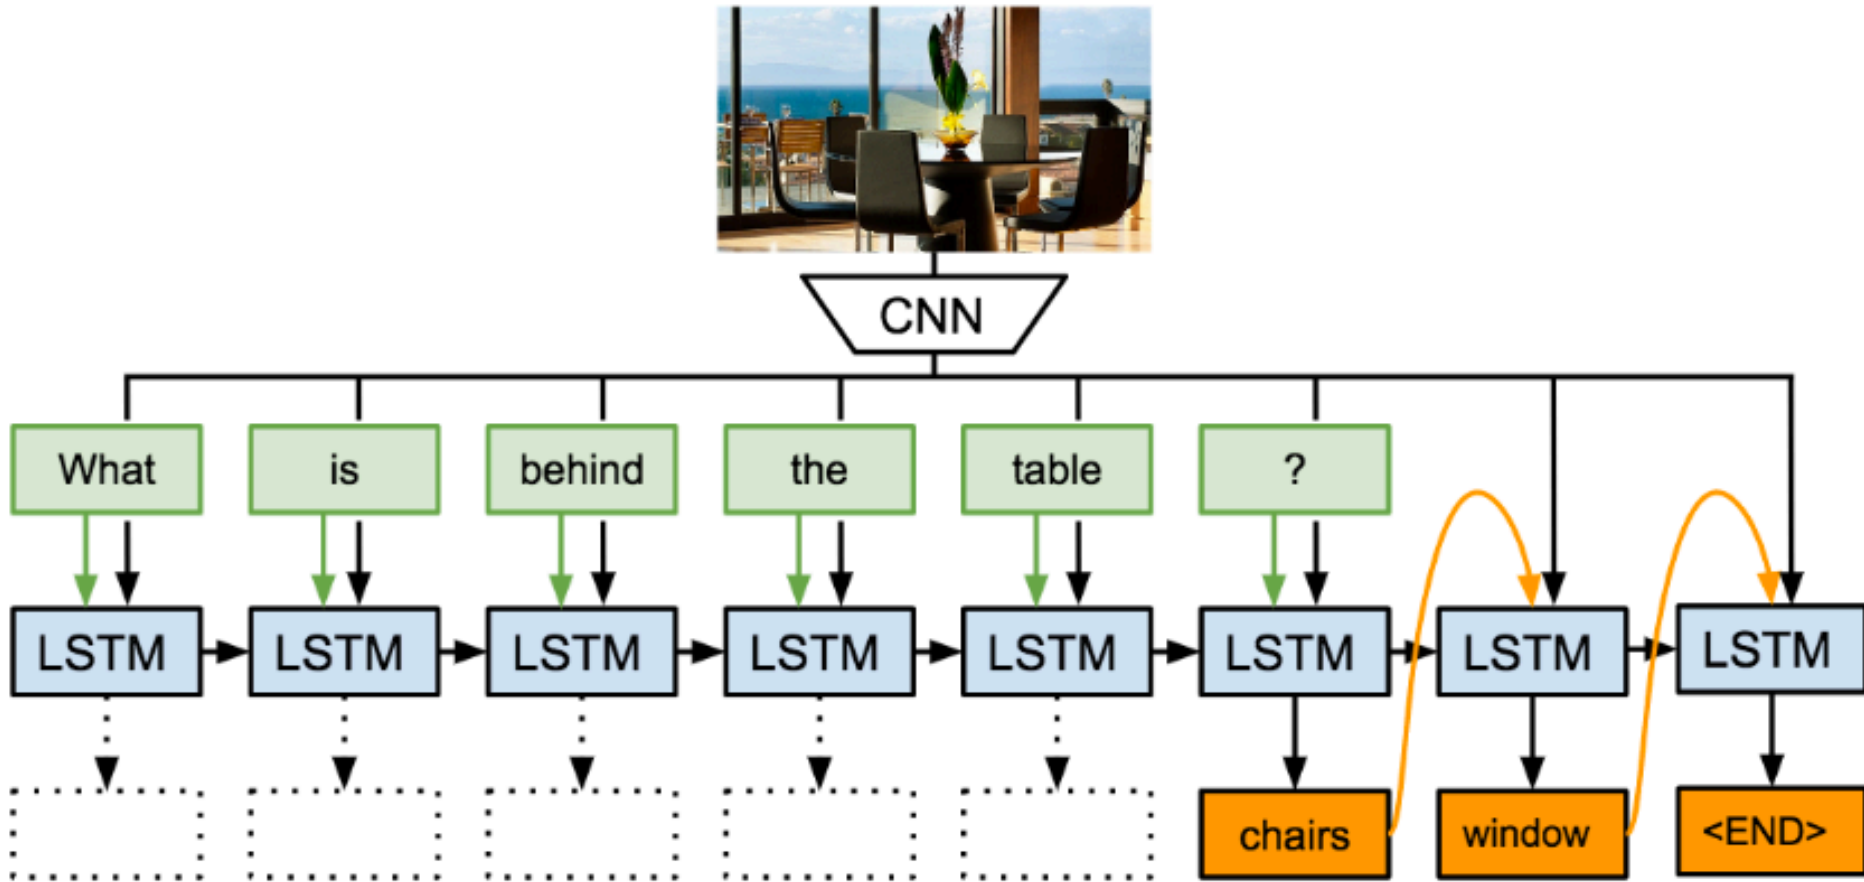 CNN
What is behind the table ?
LSTM LSTM LSTM LSTM LSTM LSTM LSTM LSTM
chairs window <END>